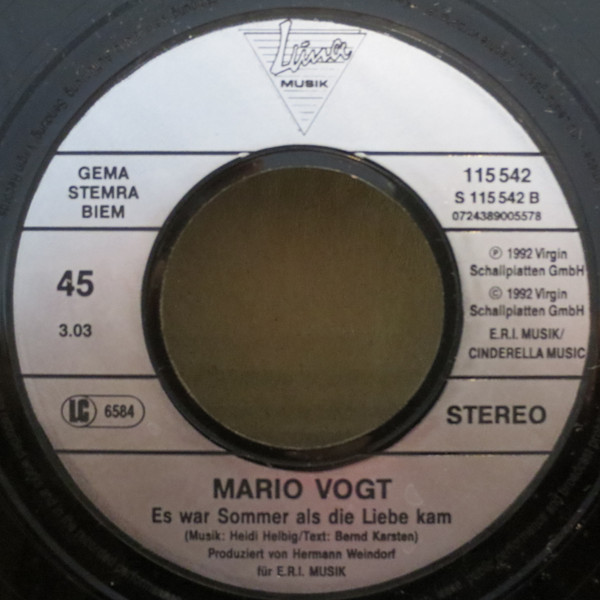 MUSIK
GEMA
STEMRA
BIEM
115 542
S 115 542 B
0724389005578
45
3.03
℗ 1992 Virgin
Schallplatten GmbH
© 1992 Virgin
Schallplatten GmbH
E.R.I. MUSIK/
CINDERELLA MUSIC
LC 6584
STEREO
MARIO VOGT
Es war Sommer als die Liebe kam
(Musik: Heidi Helbig/Text: Bernd Karsten)
Produziert von Hermann Weindorf
für E.R.I. MUSIK